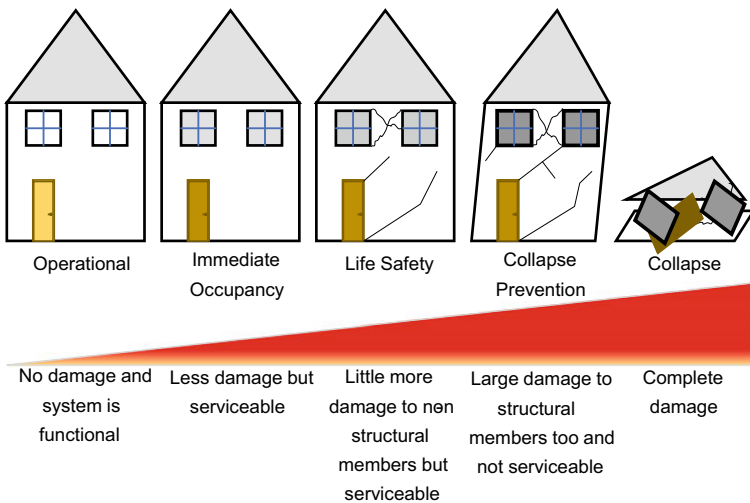 Operational
Immediate
Occupancy
Life Safety
Collapse
Prevention
Collapse
No damage and
system is
functional
Less damage but
serviceable
Little more
damage to nən
structural
members but
serviceable
Large damage to
structural
members too and
not serviceable
Complete
damage